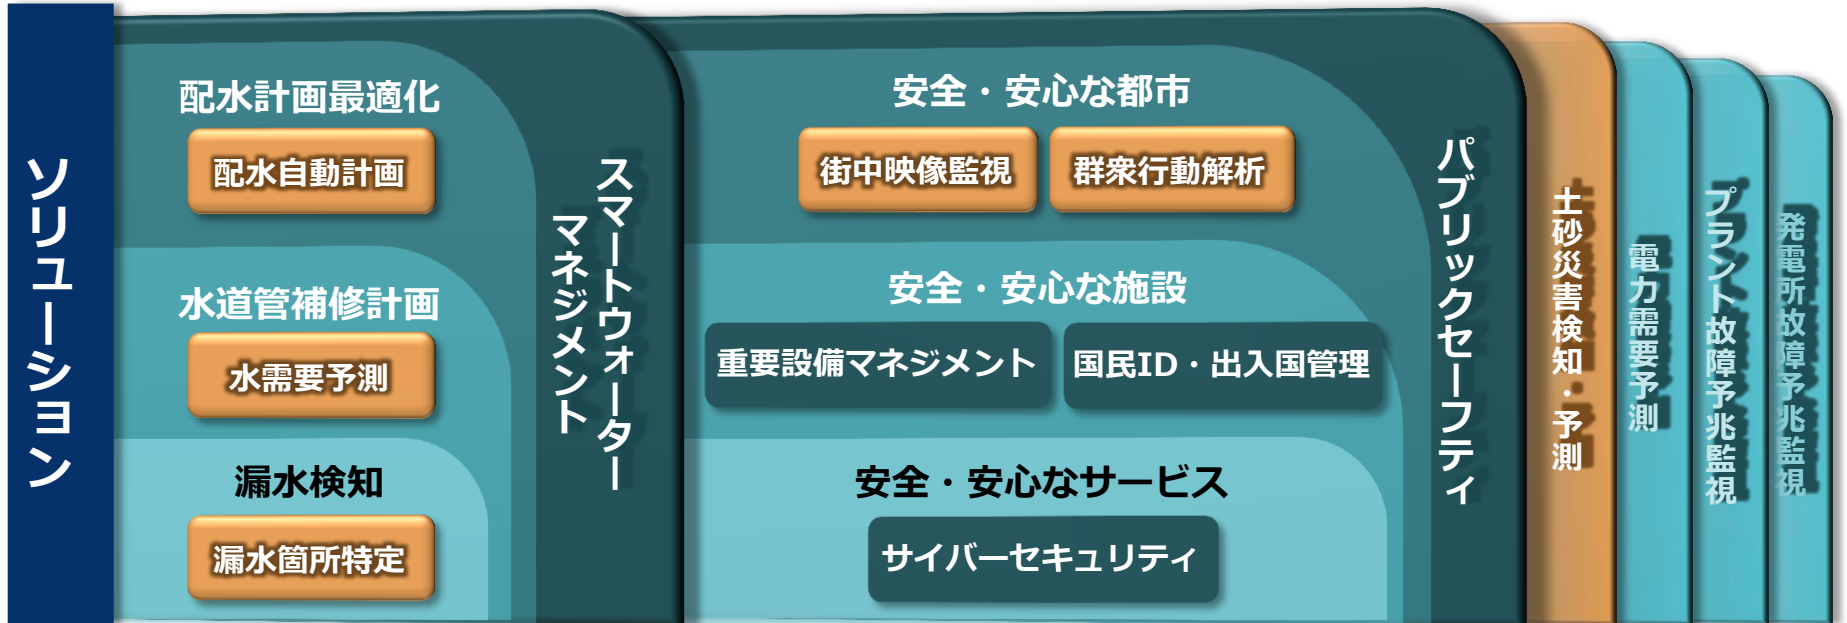 ソリューション
配水計画最適化
配水自動計画
水道管補修計画
水需要予測
漏水検知
漏水箇所特定
スマートウォーター
マネジメント
安全・安心な都市
街中映像監視
群衆行動解析
安全・安心な施設
重要設備マネジメント
国民ID・出入国管理
安全・安心なサービス
サイバーセキュリティ
パブリックセーフティ
土砂災害検知・予測
電力需要予測
プラント故障予兆監視
発電所故障予兆監視